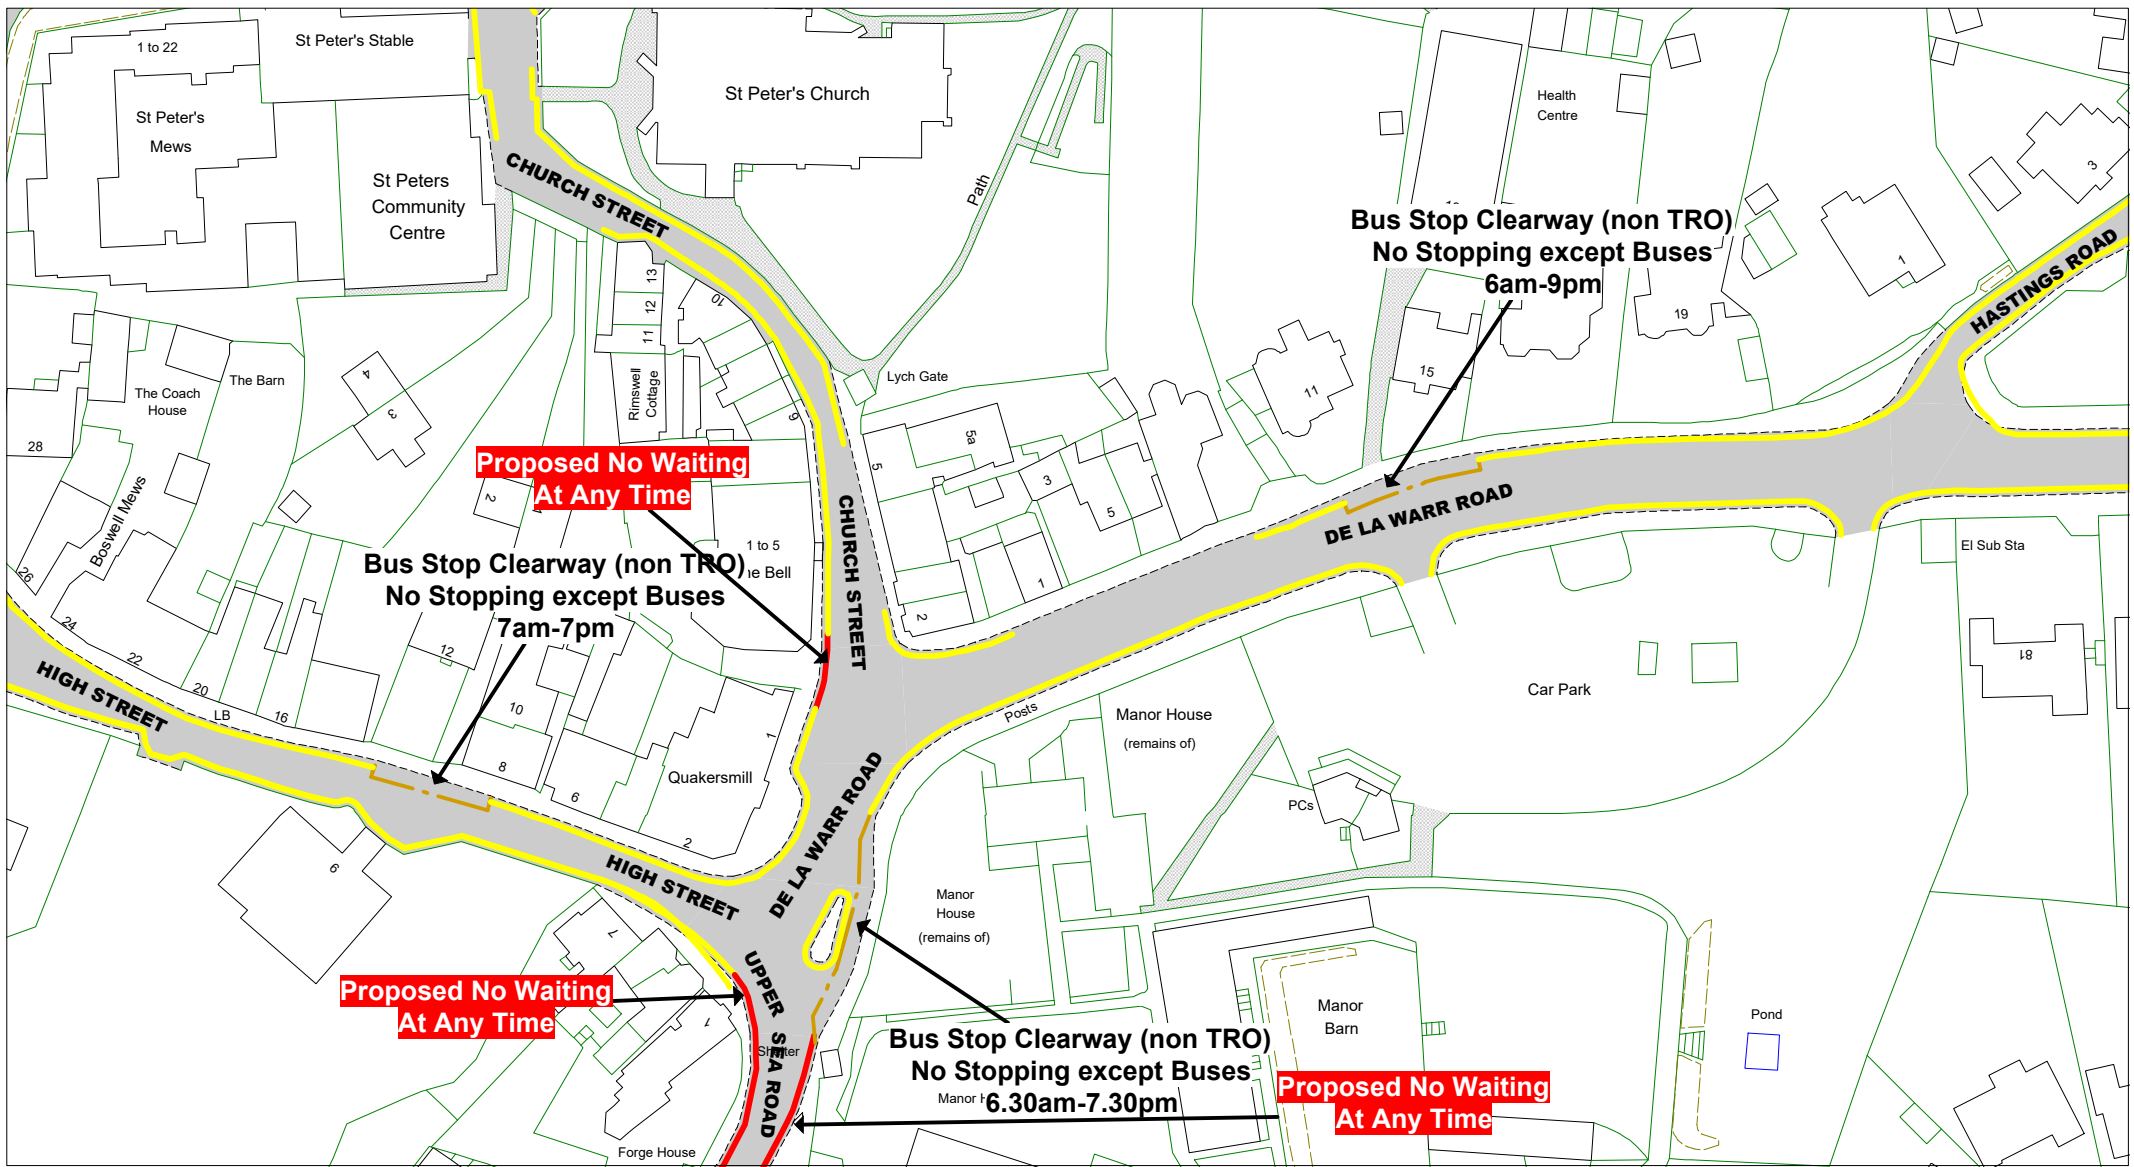 1 to 22
St Peter's Stable
St Peter's
Mews
St Peters
Community
Centre
St Peter's Church
CHURCH STREET
Path
Health
Centre
3
Bus Stop Clearway (non TRO)
No Stopping except Buses
6am-9pm
1
HASTINGS ROAD
19
15
11
13
12
11
10
9
Rimswell
Cottage
Lych Gate
The Barn
The Coach
House
4
3
28
Boswell Mews
26
24
22
20
LB
16
12
10
8
6
2
2
1
Proposed No Waiting
At Any Time
1 to 5
Bus Stop Clearway (non TRO)
No Stopping except Buses
7am-7pm
CHURCH STREET
5
5a
3
5
1
2
DE LA WARR ROAD
El Sub Sta
81
Car Park
HIGH STREET
Quakersmill
Posts
Manor House
(remains of)
PCs
DE LA WARR ROAD
HIGH STREET
9
7
1
Manor
House
(remains of)
UPPER SEA ROAD
Proposed No Waiting
At Any Time
Bus Stop Clearway (non TRO)
No Stopping except Buses
6.30am-7.30pm
Manor
Proposed No Waiting
At Any Time
Manor
Barn
Pond
Forge House